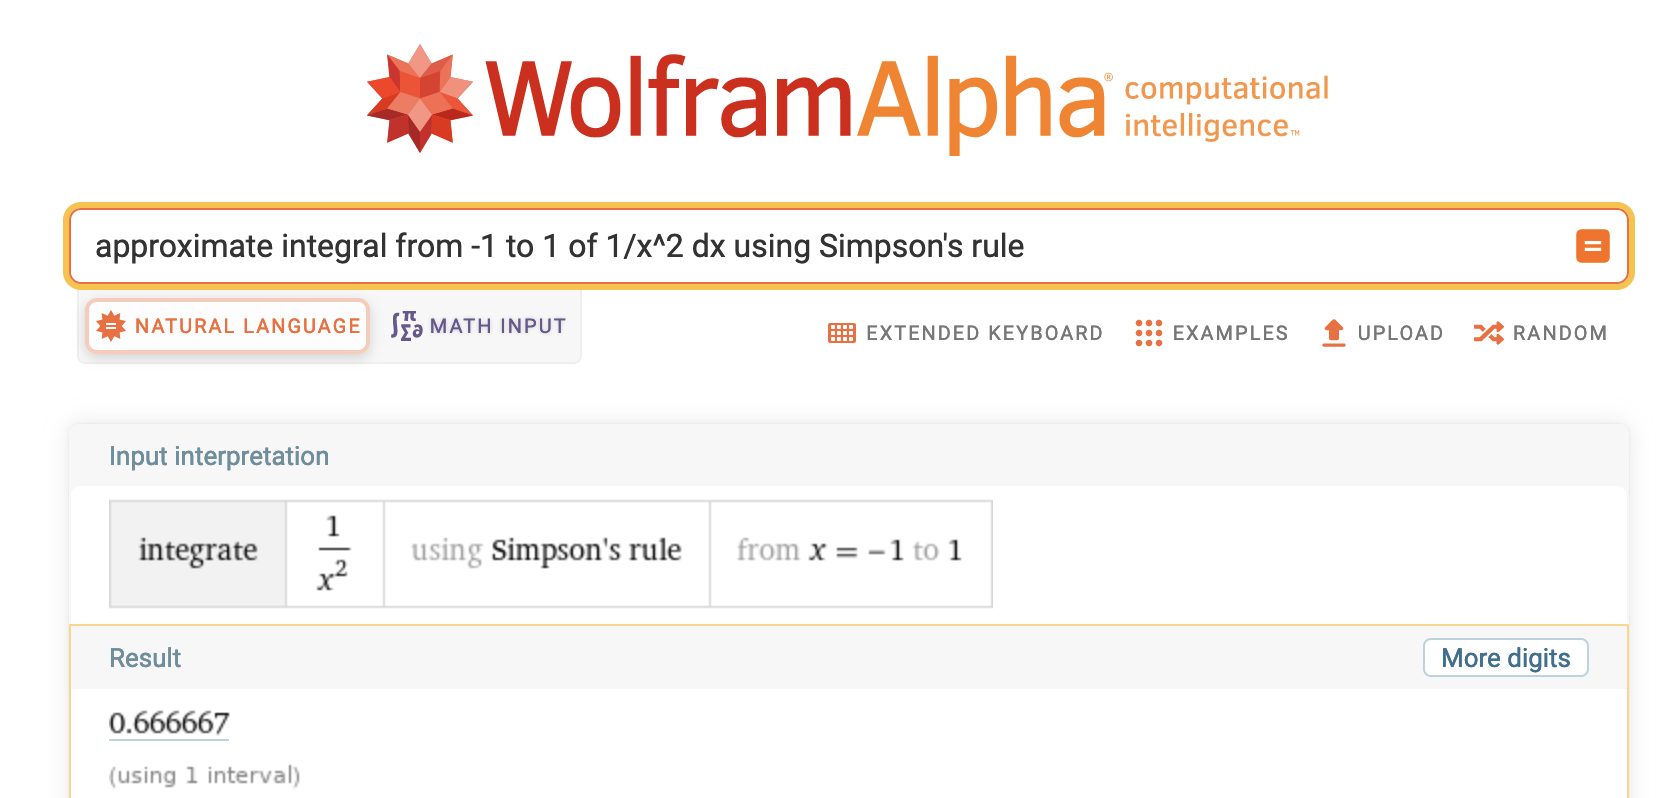 WolframAlpha® computational intelligence™
approximate integral from -1 to 1 of 1/x^2 dx using Simpson's rule =
NATURAL LANGUAGE ∫π∑∂ MATH INPUT EXTENDED KEYBOARD EXAMPLES UPLOAD RANDOM
Input interpretation
integrate 1/x^2 using Simpson's rule from x = -1 to 1
Result More digits
0.666667
(using 1 interval)